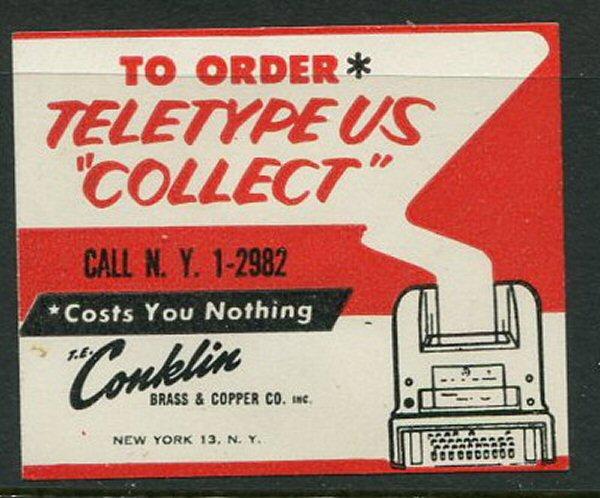 TO ORDER*
TELETYPE US
"COLLECT"
CALL N. Y. 1-2982
*Costs You Nothing
T.E. Conklin
BRASS & COPPER CO. INC.
NEW YORK 13, N. Y.